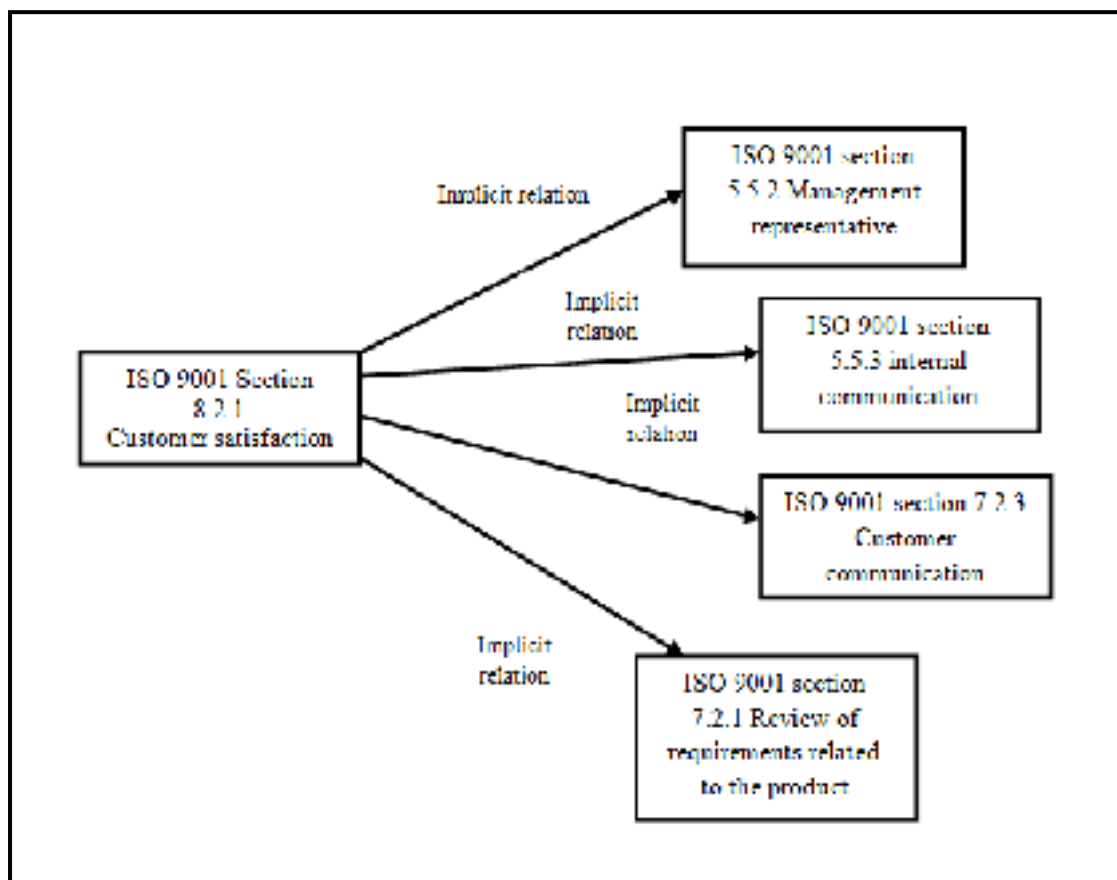 ISO 9001 section
5.5.2 Management
representative
Implicit relation
Implicit
relation
ISO 9001 section
5.5.3 internal
communication
ISO 9001 Section
8.2.1
Customer satisfaction
Implicit
relation
ISO 9001 section 7.2.3
Customer
communication
Implicit
relation
ISO 9001 section
7.2.1 Review of
requirements related
to the product